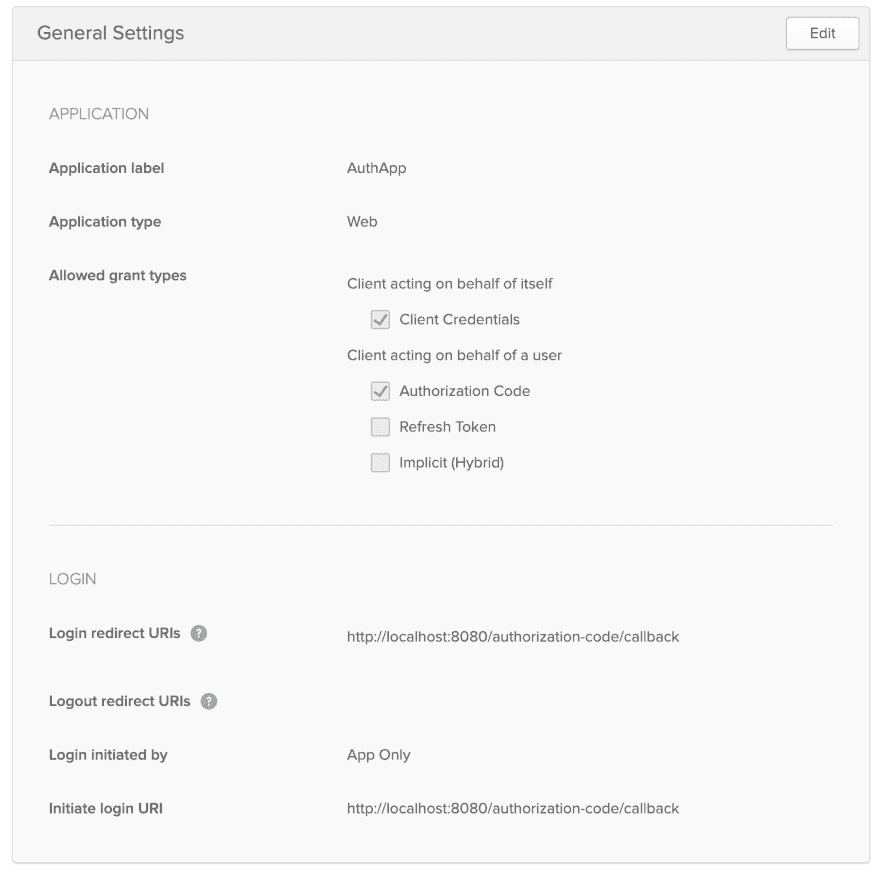 General Settings
Edit
APPLICATION
Application label
AuthApp
Application type
Web
Allowed grant types
Client acting on behalf of itself
Client Credentials
Client acting on behalf of a user
Authorization Code
Refresh Token
Implicit (Hybrid)
LOGIN
Login redirect URIs ?
http://localhost:8080/authorization-code/callback
Logout redirect URIs ?
Login initiated by
App Only
Initiate login URI
http://localhost:8080/authorization-code/callback